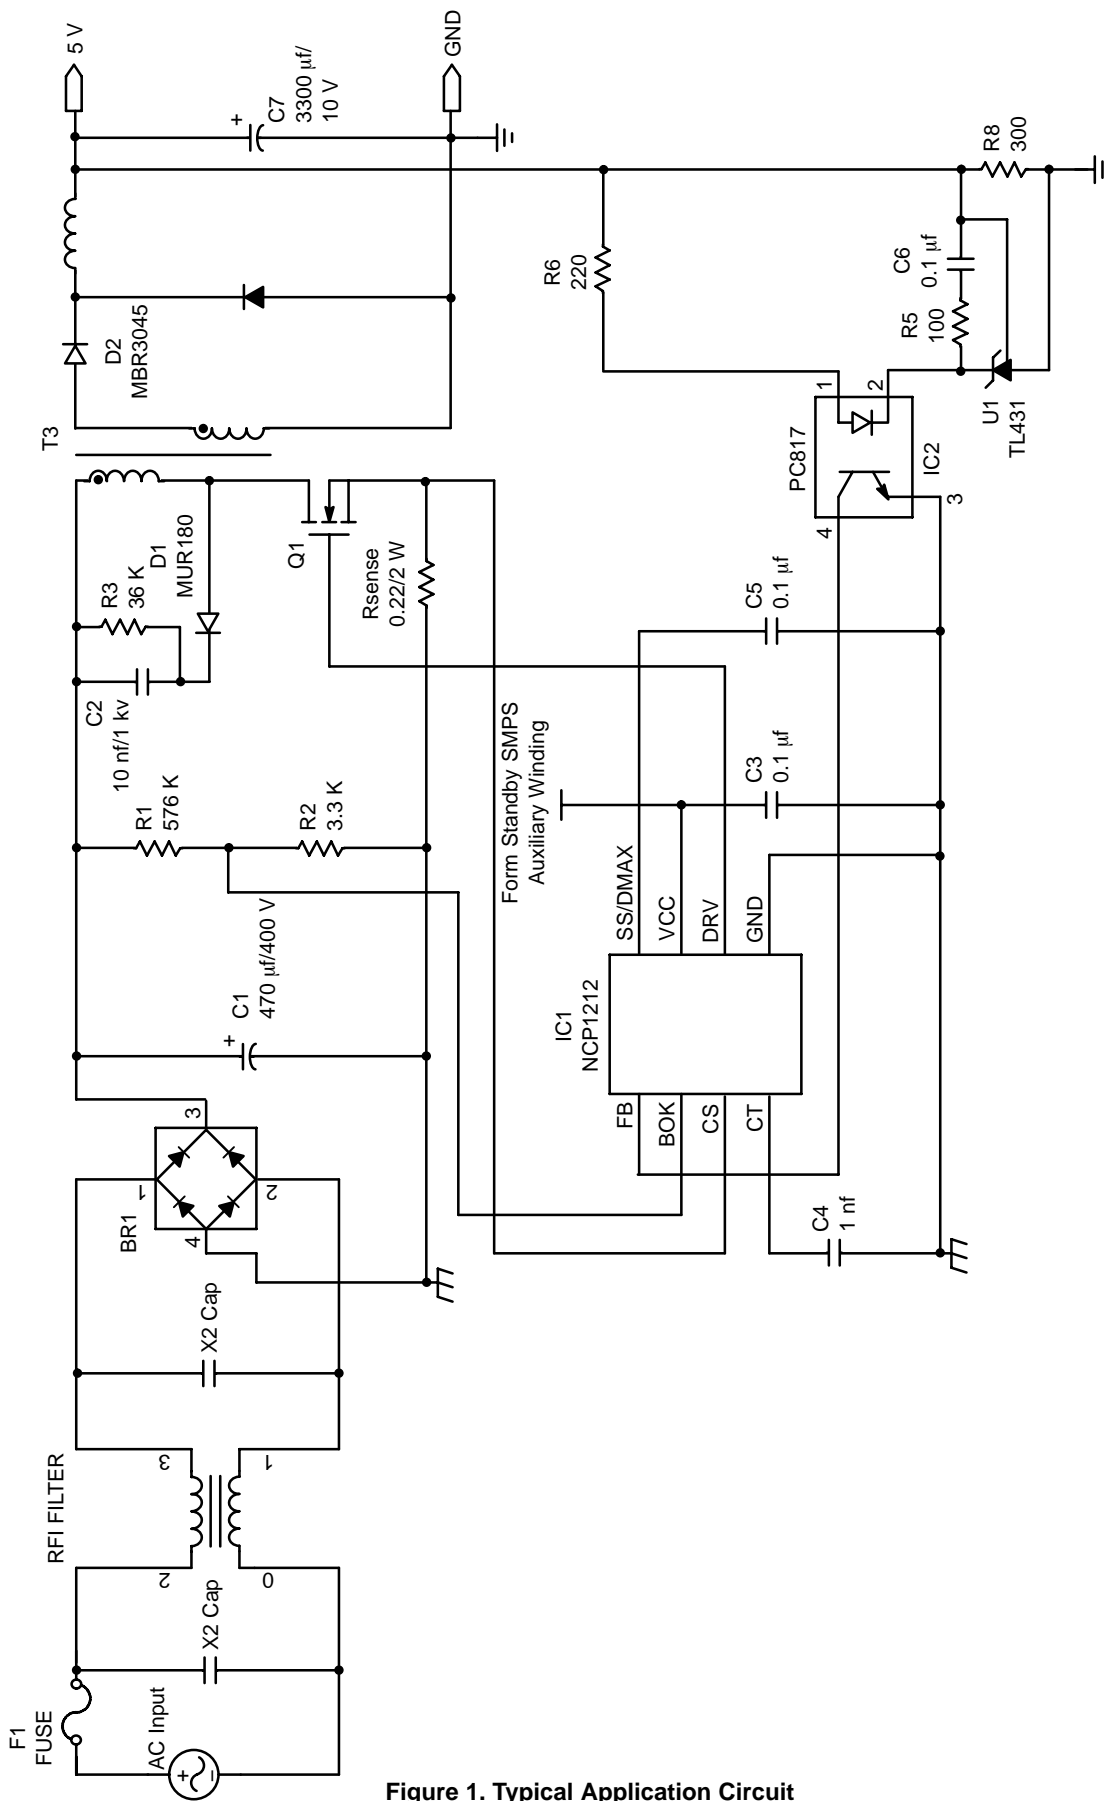 F1
FUSE
AC Input
+
–
X2 Cap
RFI FILTER
2
3
0
1
X2 Cap
BR1
1
2
3
4
C1
470 µf/400 V
+
R1
576 K
R2
3.3 K
C2
10 nf/1 kv
R3
36 K
D1
MUR180
T3
Q1
Rsense
0.22/2 W
D2
MBR3045
+
C7
3300 µf/
10 V
5 V
GND
Form Standby SMPS
Auxiliary Winding
IC1
NCP1212
FB
BOK
CS
CT
SS/DMAX
VCC
DRV
GND
C4
1 nf
C3
0.1 µf
C5
0.1 µf
PC817
IC2
4
3
1
2
R6
220
U1
TL431
R5
100
C6
0.1 µf
R8
300
Figure 1. Typical Application Circuit